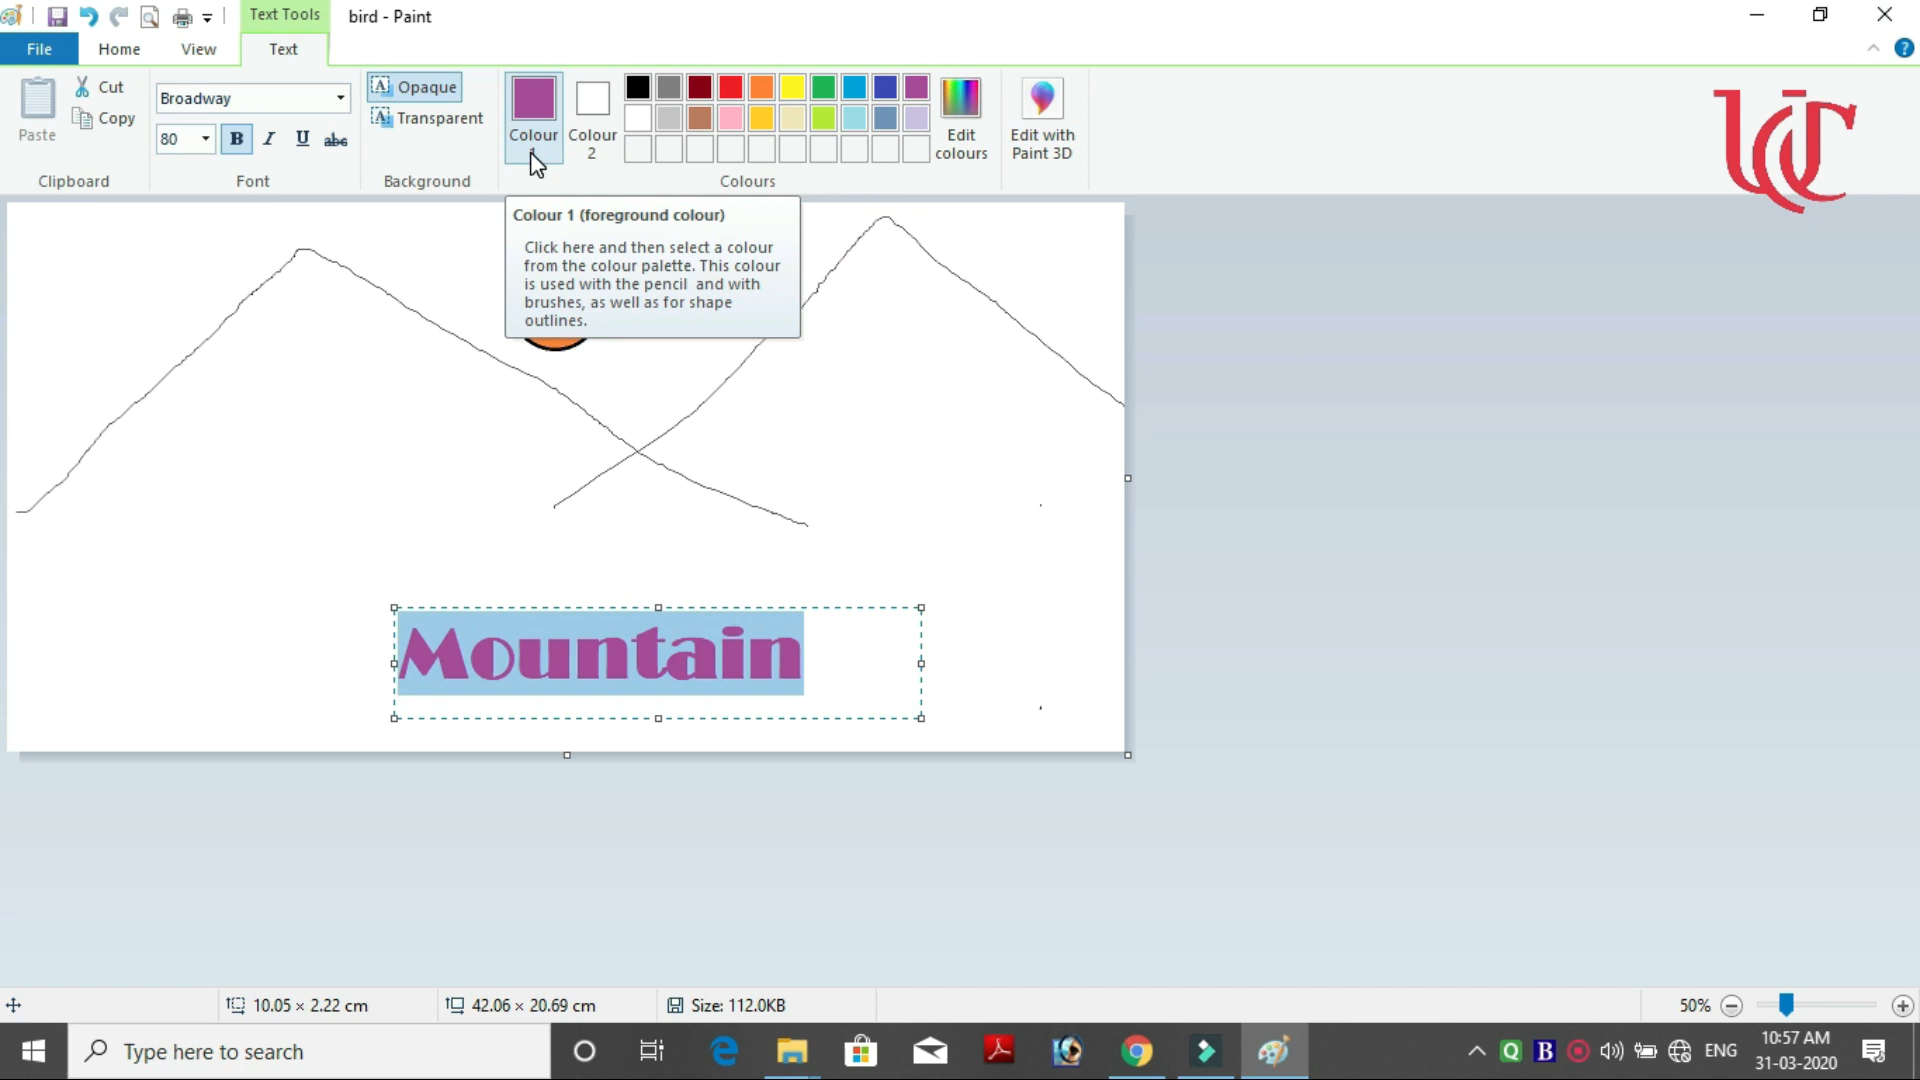 Text Tools
bird - Paint
File
Home
View
Text
Paste
Cut
Copy
Clipboard
Broadway
80
B
I
U
abc
Font
A Opaque
A Transparent
Background
Colour
1
Colour
2
Colours
Edit
colours
Edit with
Paint 3D
UCC
Colour 1 (foreground colour)
Click here and then select a colour
from the colour palette. This colour
is used with the pencil and with
brushes, as well as for shape
outlines.
Mountain
10.05 × 2.22 cm
42.06 × 20.69 cm
Size: 112.0KB
50%
Type here to search
Q
B
ENG
10:57 AM
31-03-2020